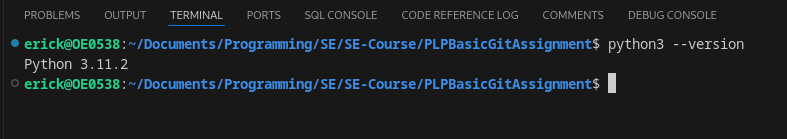 PROBLEMS OUTPUT TERMINAL PORTS SQL CONSOLE CODE REFERENCE LOG COMMENTS DEBUG CONSOLE
erick@OE0538:~/Documents/Programming/SE/SE-Course/PLPBasicGitAssignment$ python3 --version
Python 3.11.2
erick@OE0538:~/Documents/Programming/SE/SE-Course/PLPBasicGitAssignment$